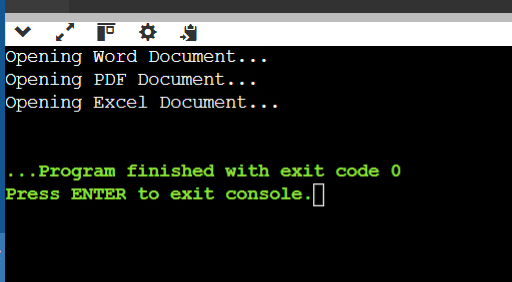 Opening Word Document...
Opening PDF Document...
Opening Excel Document...
...Program finished with exit code 0
Press ENTER to exit console.